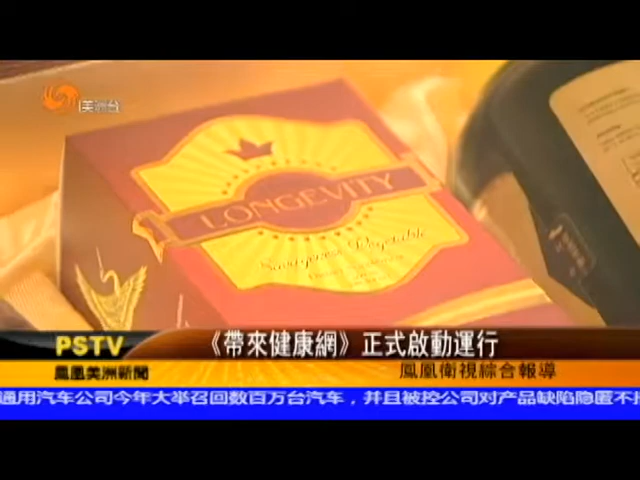 美洲台
LONGEVITY
PSTV
《帶來健康網》正式啟動運行
鳳凰美洲新聞
鳳凰衛視綜合報導
通用汽车公司今年大举召回数百万台汽车，并且被控公司对产品缺陷隐匿不